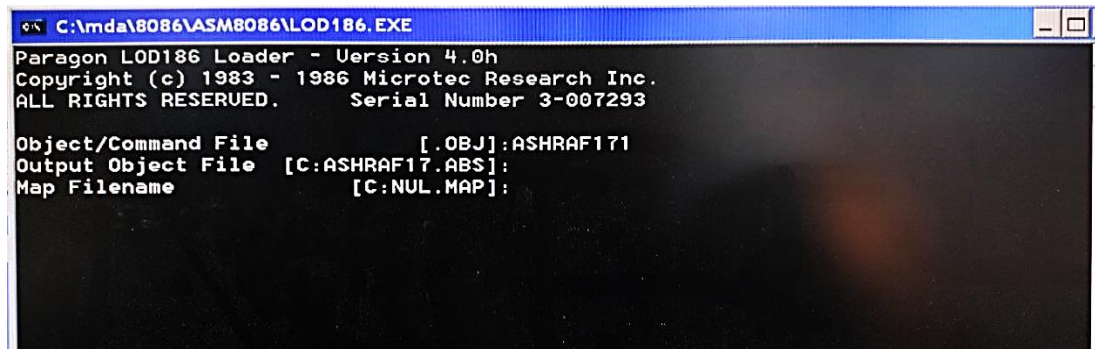 C:\mda\8086\ASM8086\LOD186.EXE
Paragon LOD186 Loader - Version 4.0h
Copyright (c) 1983 - 1986 Microtec Research Inc.
ALL RIGHTS RESERVED.      Serial Number 3-007293
Object/Command File              [.OBJ]:ASHRAF171
Output Object File  [C:ASHRAF17.ABS]:
Map Filename               [C:NUL.MAP]: